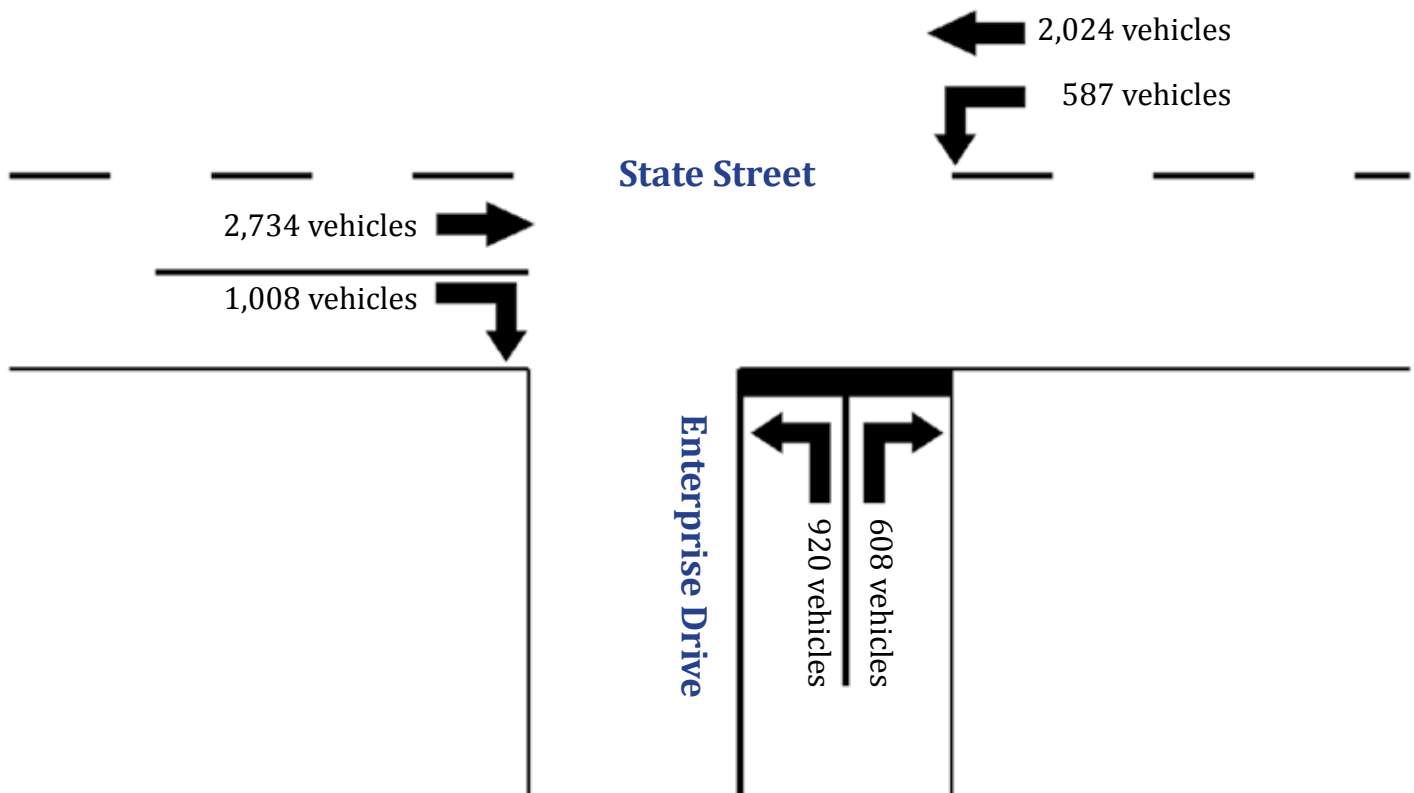 2,024 vehicles
587 vehicles
State Street
2,734 vehicles
1,008 vehicles
Enterprise Drive
920 vehicles
608 vehicles